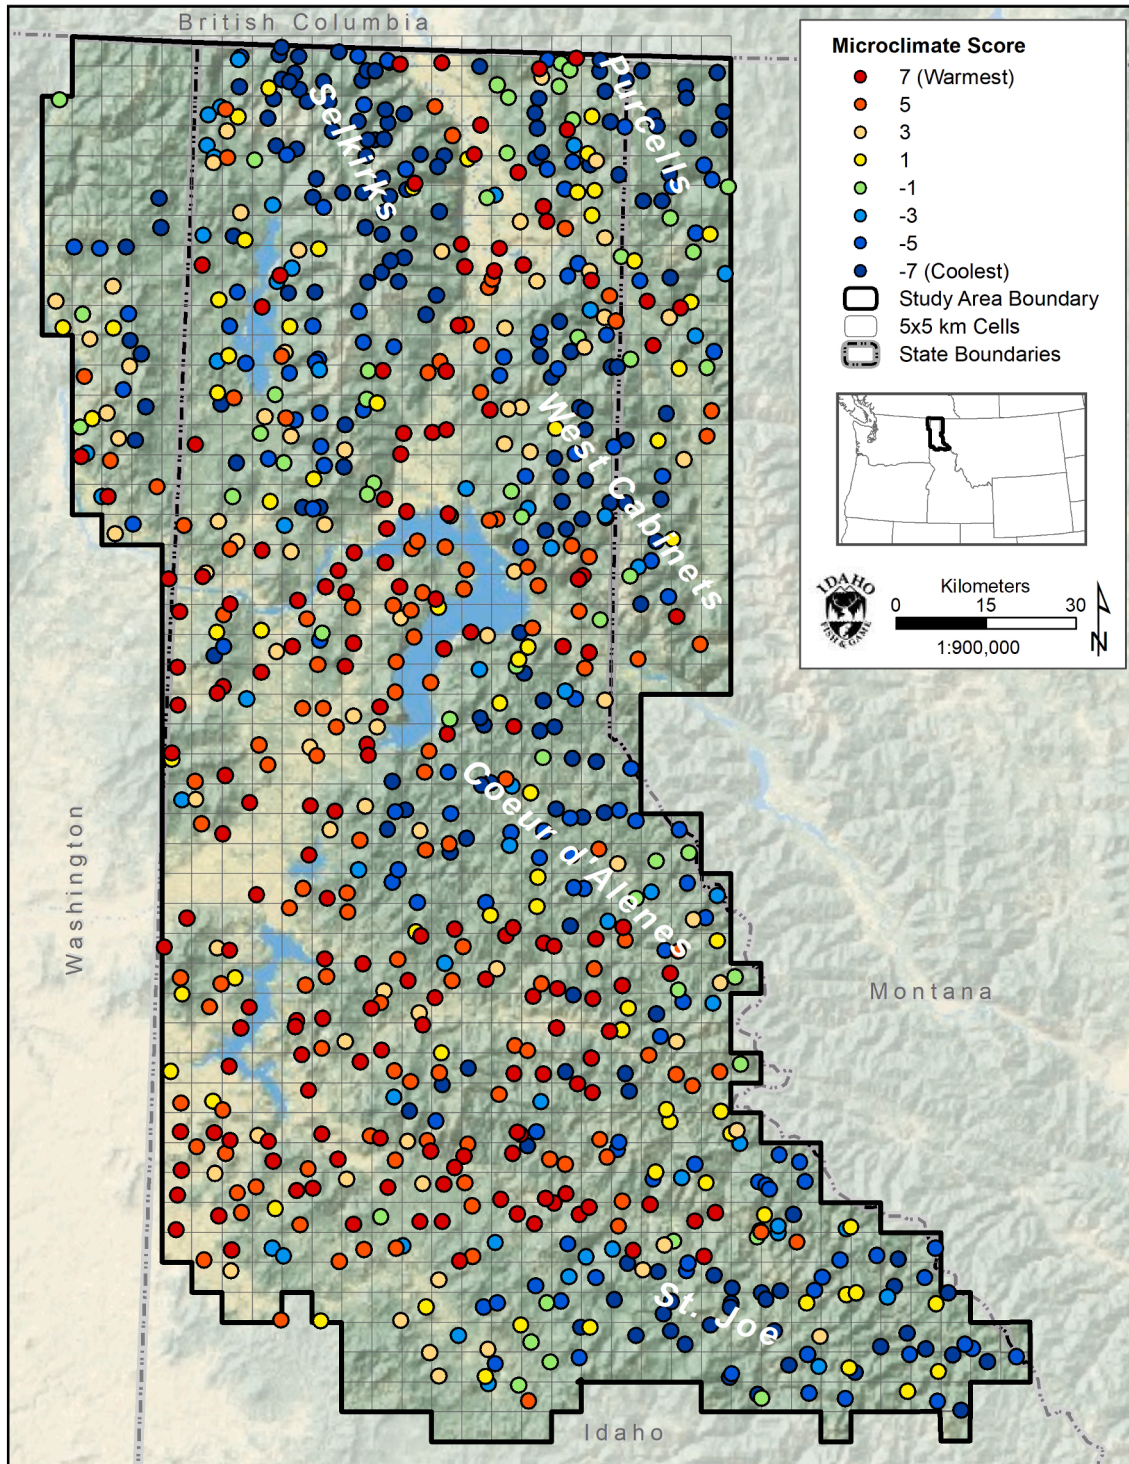 British Columbia
Selkirks
Purcells
West Cabinets
Coeur d'Alenes
St. Joe
Washington
Montana
Idaho
Microclimate Score
7 (Warmest)
5
3
1
-1
-3
-5
-7 (Coolest)
Study Area Boundary
5x5 km Cells
State Boundaries
IDAHO
FISH & GAME
Kilometers
0 15 30
1:900,000
N